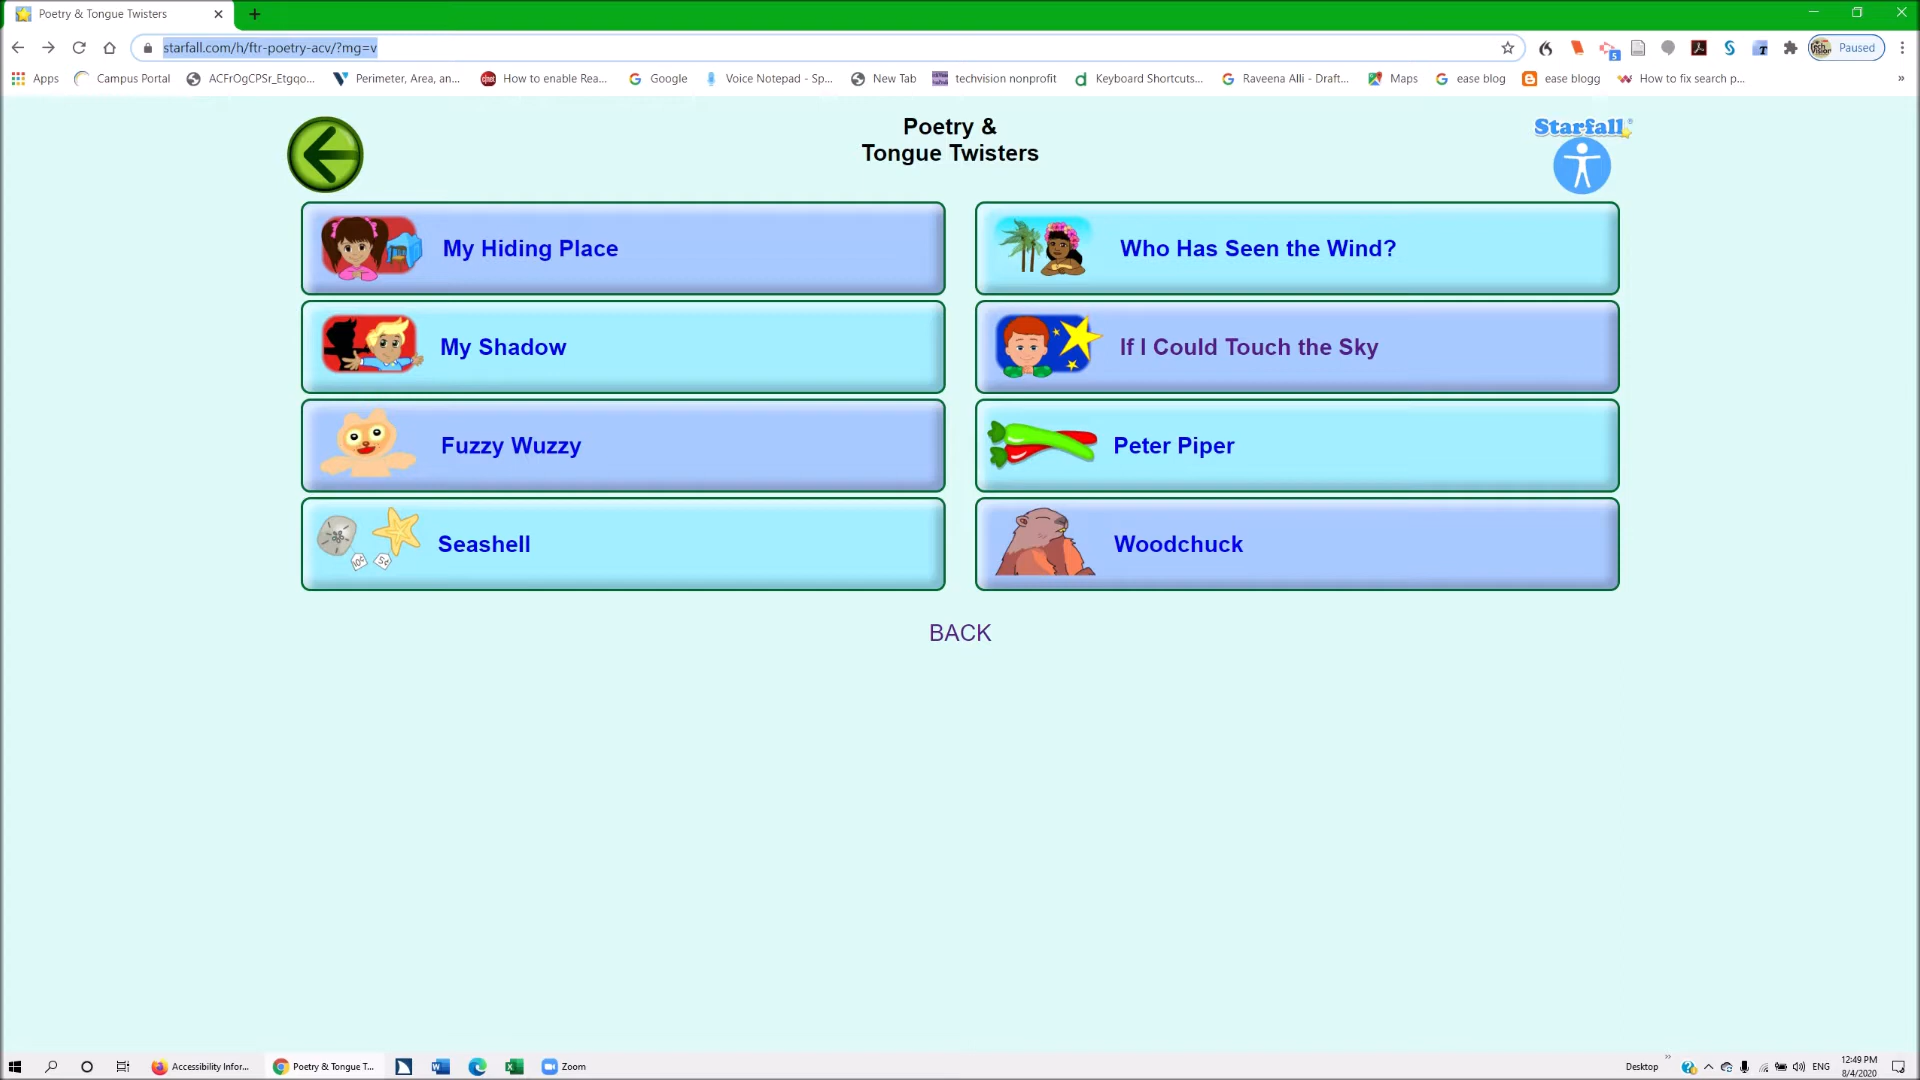 Poetry & Tongue Twisters
starfall.com/h/ftr-poetry-acv/?mg=v
5
Paused
Apps
Campus Portal
ACFrOgCPSr_Etgqo...
Perimeter, Area, an...
How to enable Rea...
Google
Voice Notepad - Sp...
New Tab
techvision nonprofit
Keyboard Shortcuts...
Raveena Alli - Draft...
Maps
ease blog
ease blogg
How to fix search p...
»
Poetry &
Tongue Twisters
Starfall
My Hiding Place
Who Has Seen the Wind?
My Shadow
If I Could Touch the Sky
Fuzzy Wuzzy
Peter Piper
10¢
5¢
Seashell
Woodchuck
BACK
Accessibility Infor...
Poetry & Tongue T...
Zoom
Desktop
»
ENG
12:49 PM
8/4/2020